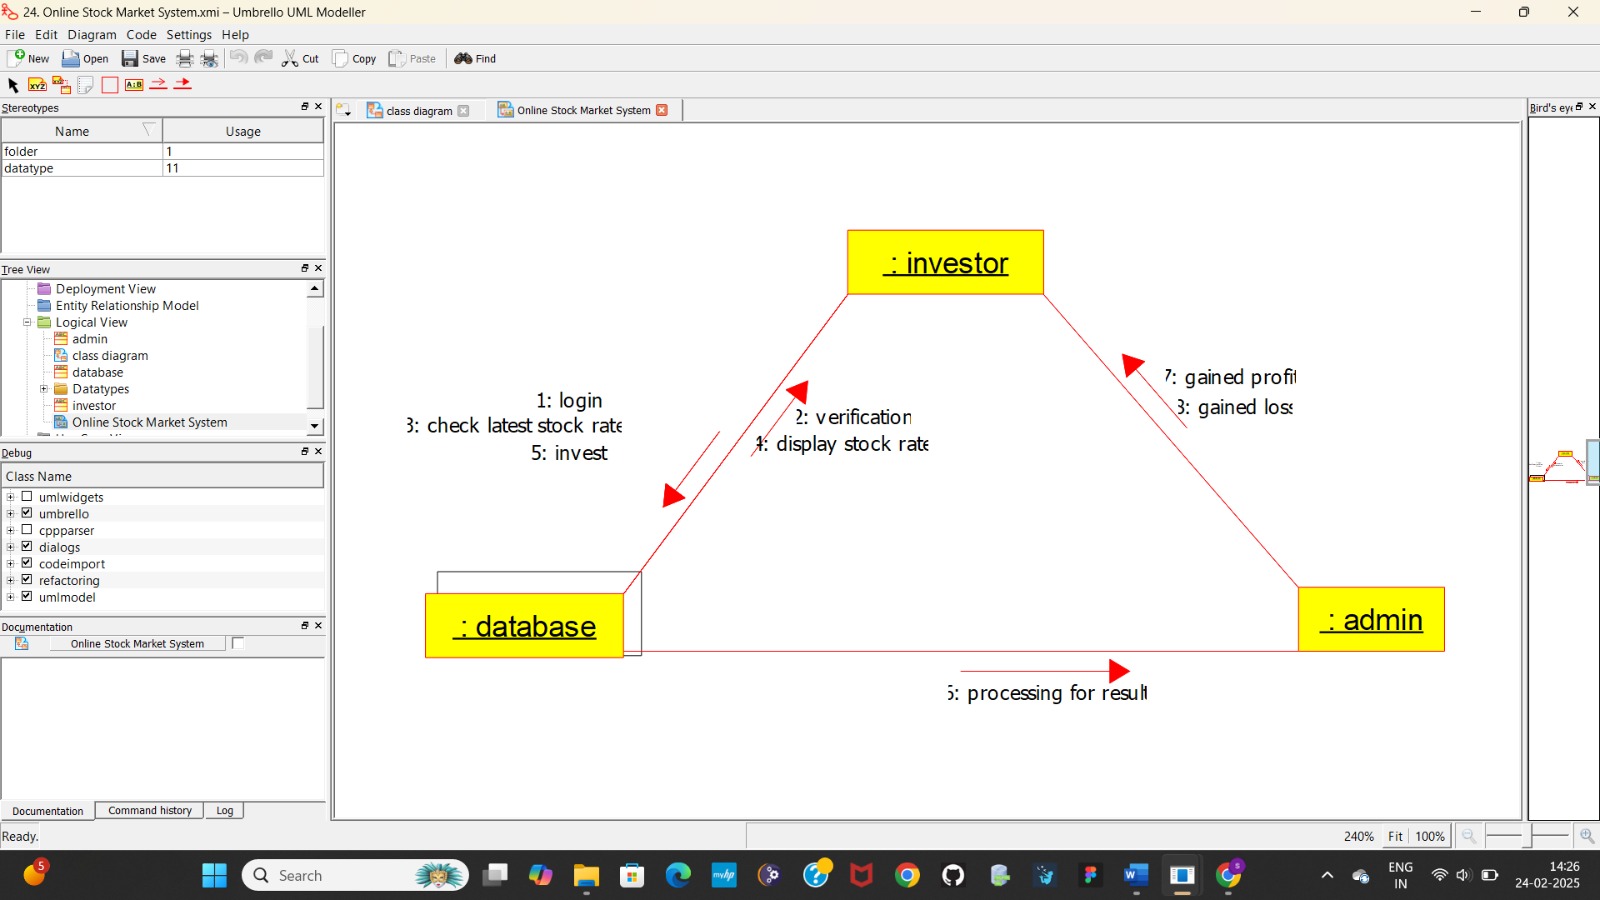 24. Online Stock Market System.xmi – Umbrello UML Modeller
File Edit Diagram Code Settings Help
New Open Save Cut Copy Paste Find
XYZ A:B
Stereotypes
Name Usage
folder 1
datatype 11
Tree View
Deployment View
Entity Relationship Model
Logical View
admin
class diagram
database
Datatypes
investor
Online Stock Market System
Debug
Class Name
umlwidgets
umbrello
cppparser
dialogs
codeimport
refactoring
umlmodel
Documentation
Online Stock Market System
Documentation Command history Log
Ready.
class diagram Online Stock Market System
: investor
1: login
3: check latest stock rate
5: invest
2: verification
4: display stock rate
7: gained profit
8: gained loss
: database
: admin
6: processing for result
Bird's eye
240% Fit 100%
5
Search
myhp
S
ENG
IN
14:26
24-02-2025